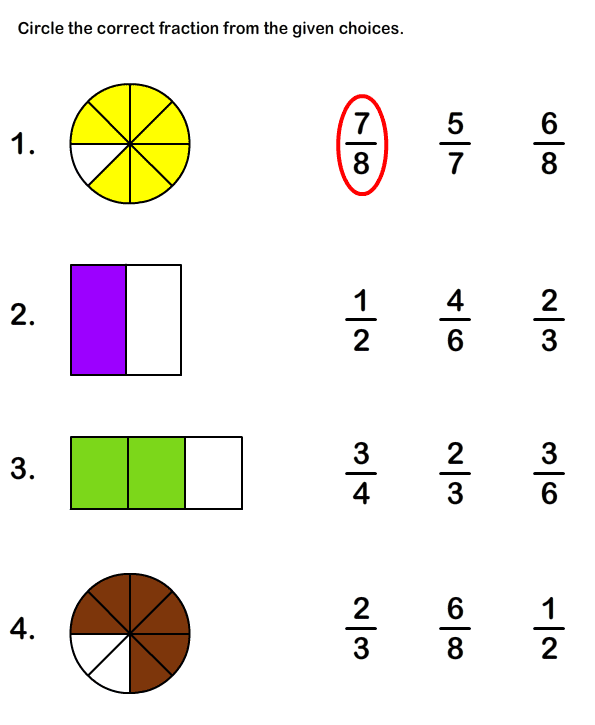 Circle the correct fraction from the given choices.
1. 7/8 5/7 6/8
2. 1/2 4/6 2/3
3. 3/4 2/3 3/6
4. 2/3 6/8 1/2